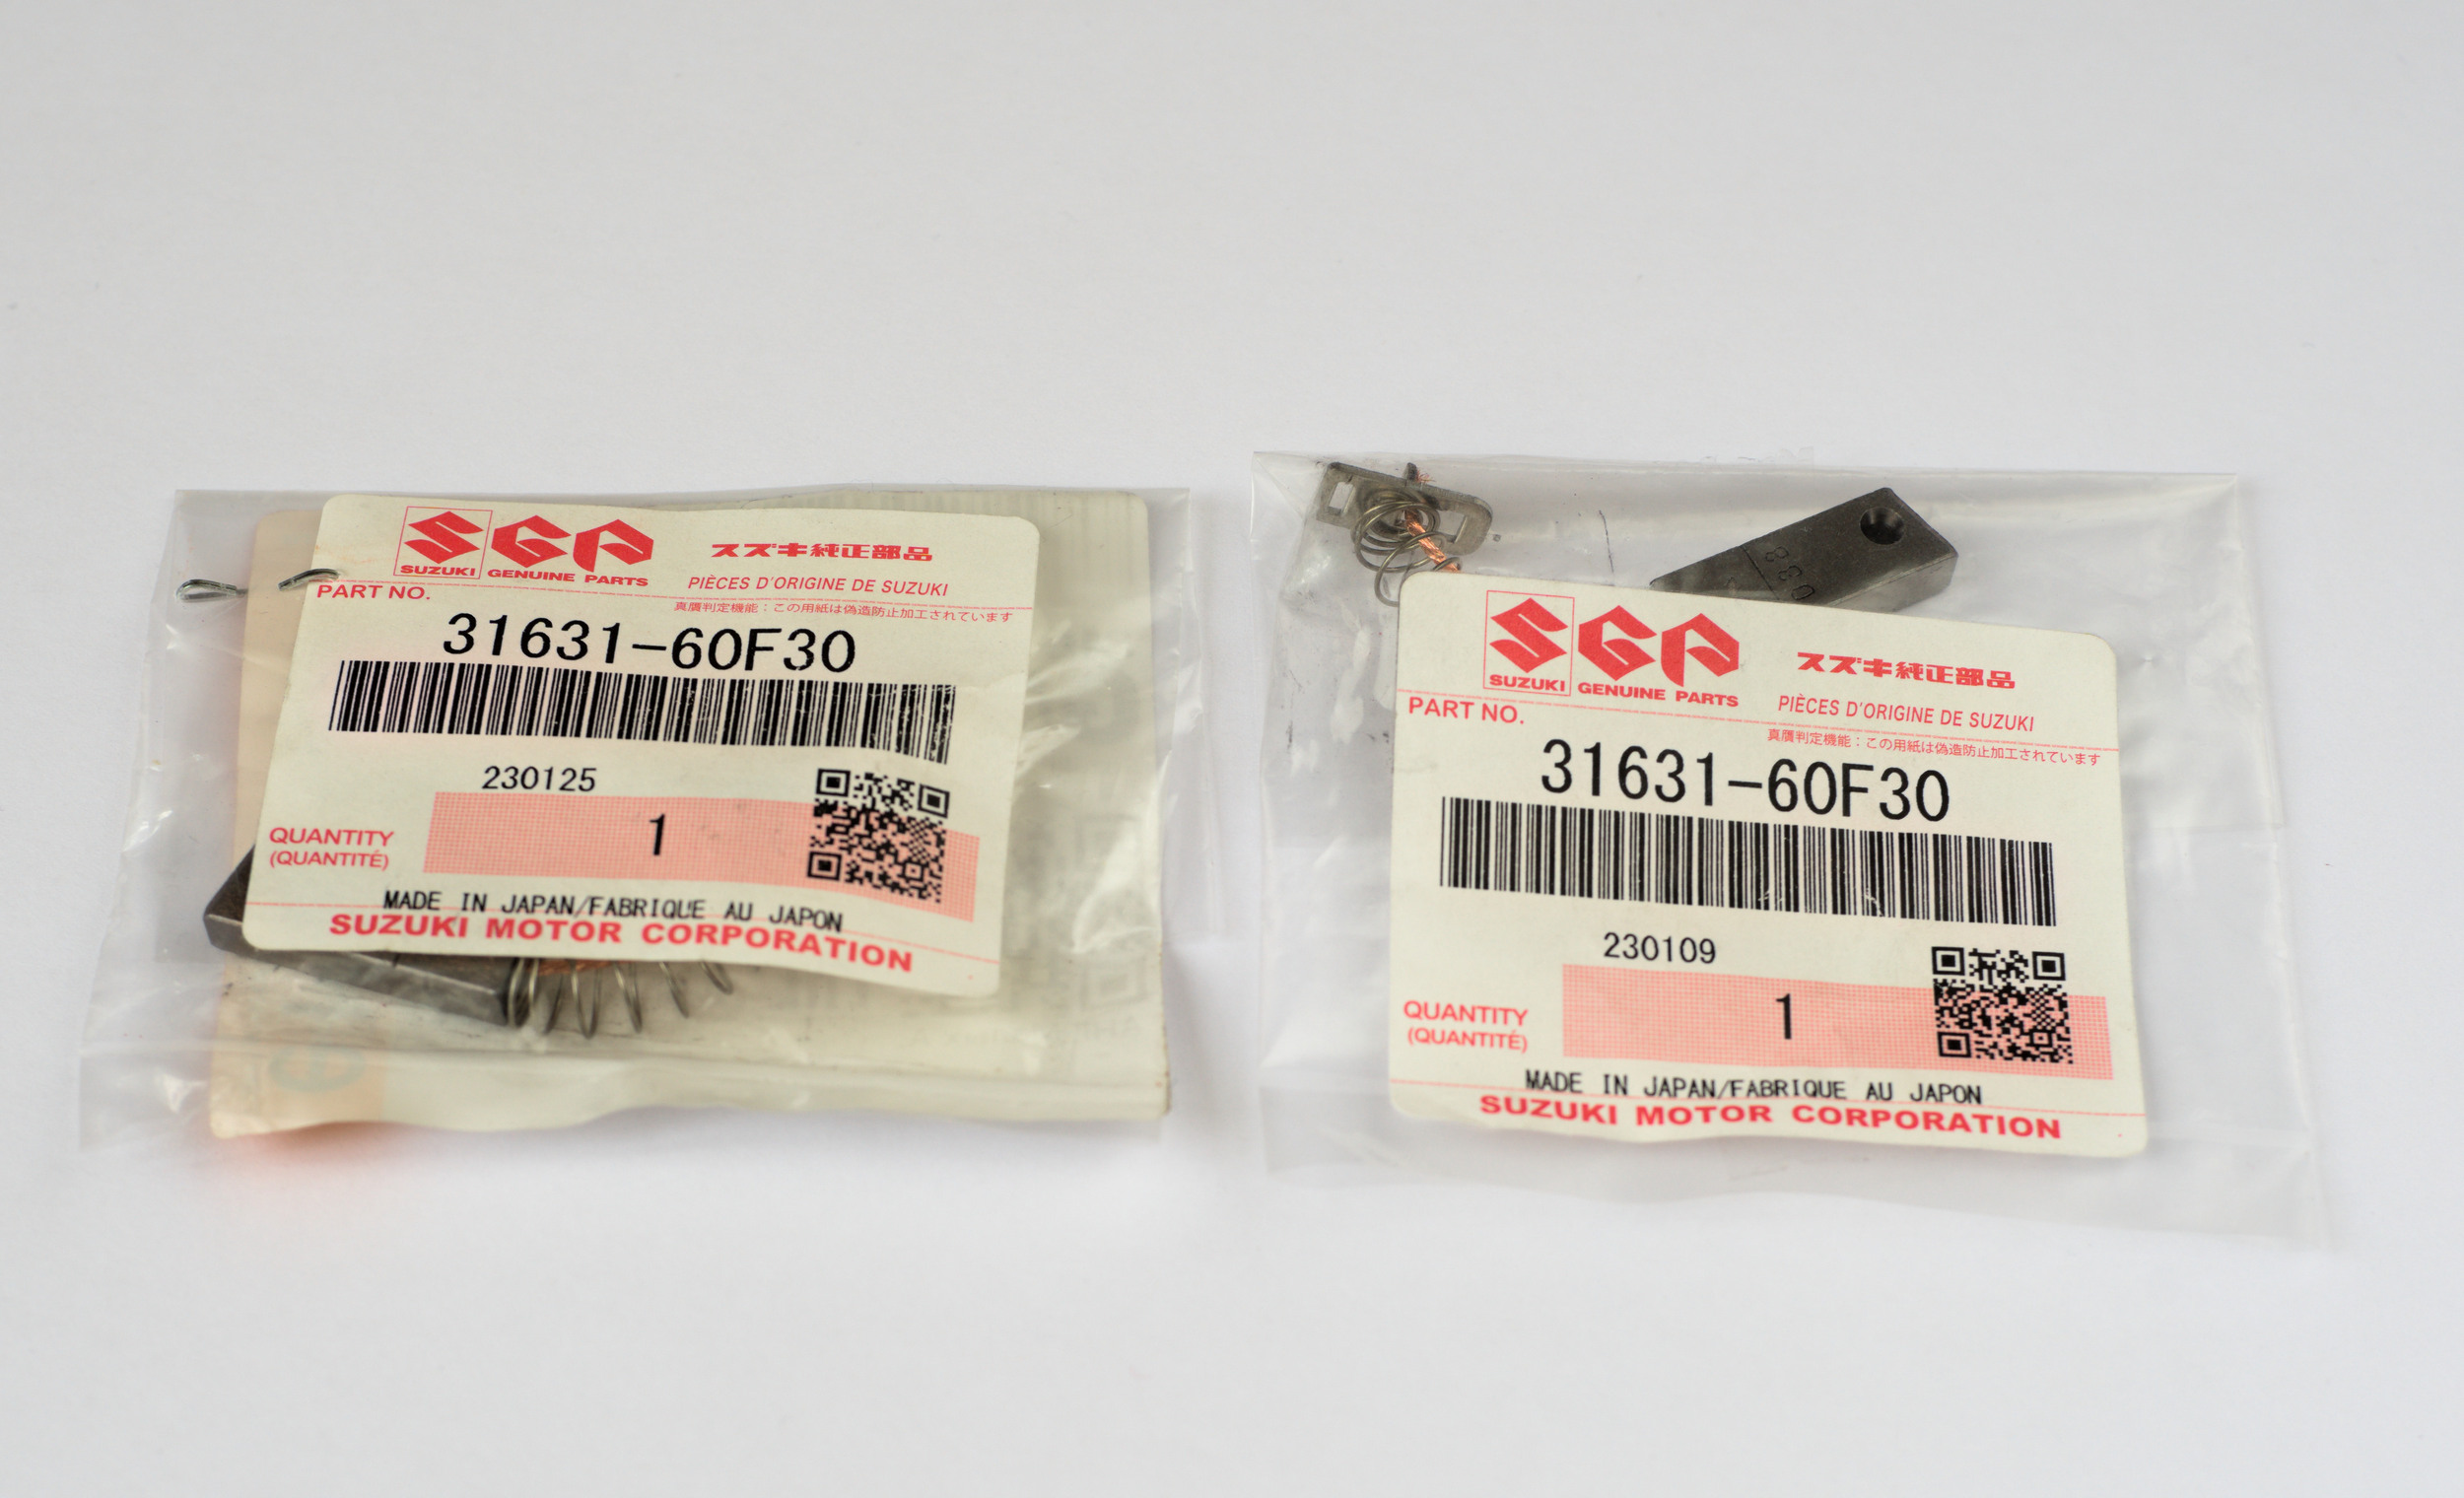 SGP
SUZUKI GENUINE PARTS
スズキ純正部品
PIÈCES D'ORIGINE DE SUZUKI
PART NO.
真贋判定機能：この用紙は偽造防止加工されています
31631-60F30
230125
QUANTITY
(QUANTITÉ)
1
MADE IN JAPAN/FABRIQUE AU JAPON
SUZUKI MOTOR CORPORATION
038
SGP
SUZUKI GENUINE PARTS
スズキ純正部品
PIÈCES D'ORIGINE DE SUZUKI
PART NO.
真贋判定機能：この用紙は偽造防止加工されています
31631-60F30
230109
QUANTITY
(QUANTITÉ)
1
MADE IN JAPAN/FABRIQUE AU JAPON
SUZUKI MOTOR CORPORATION